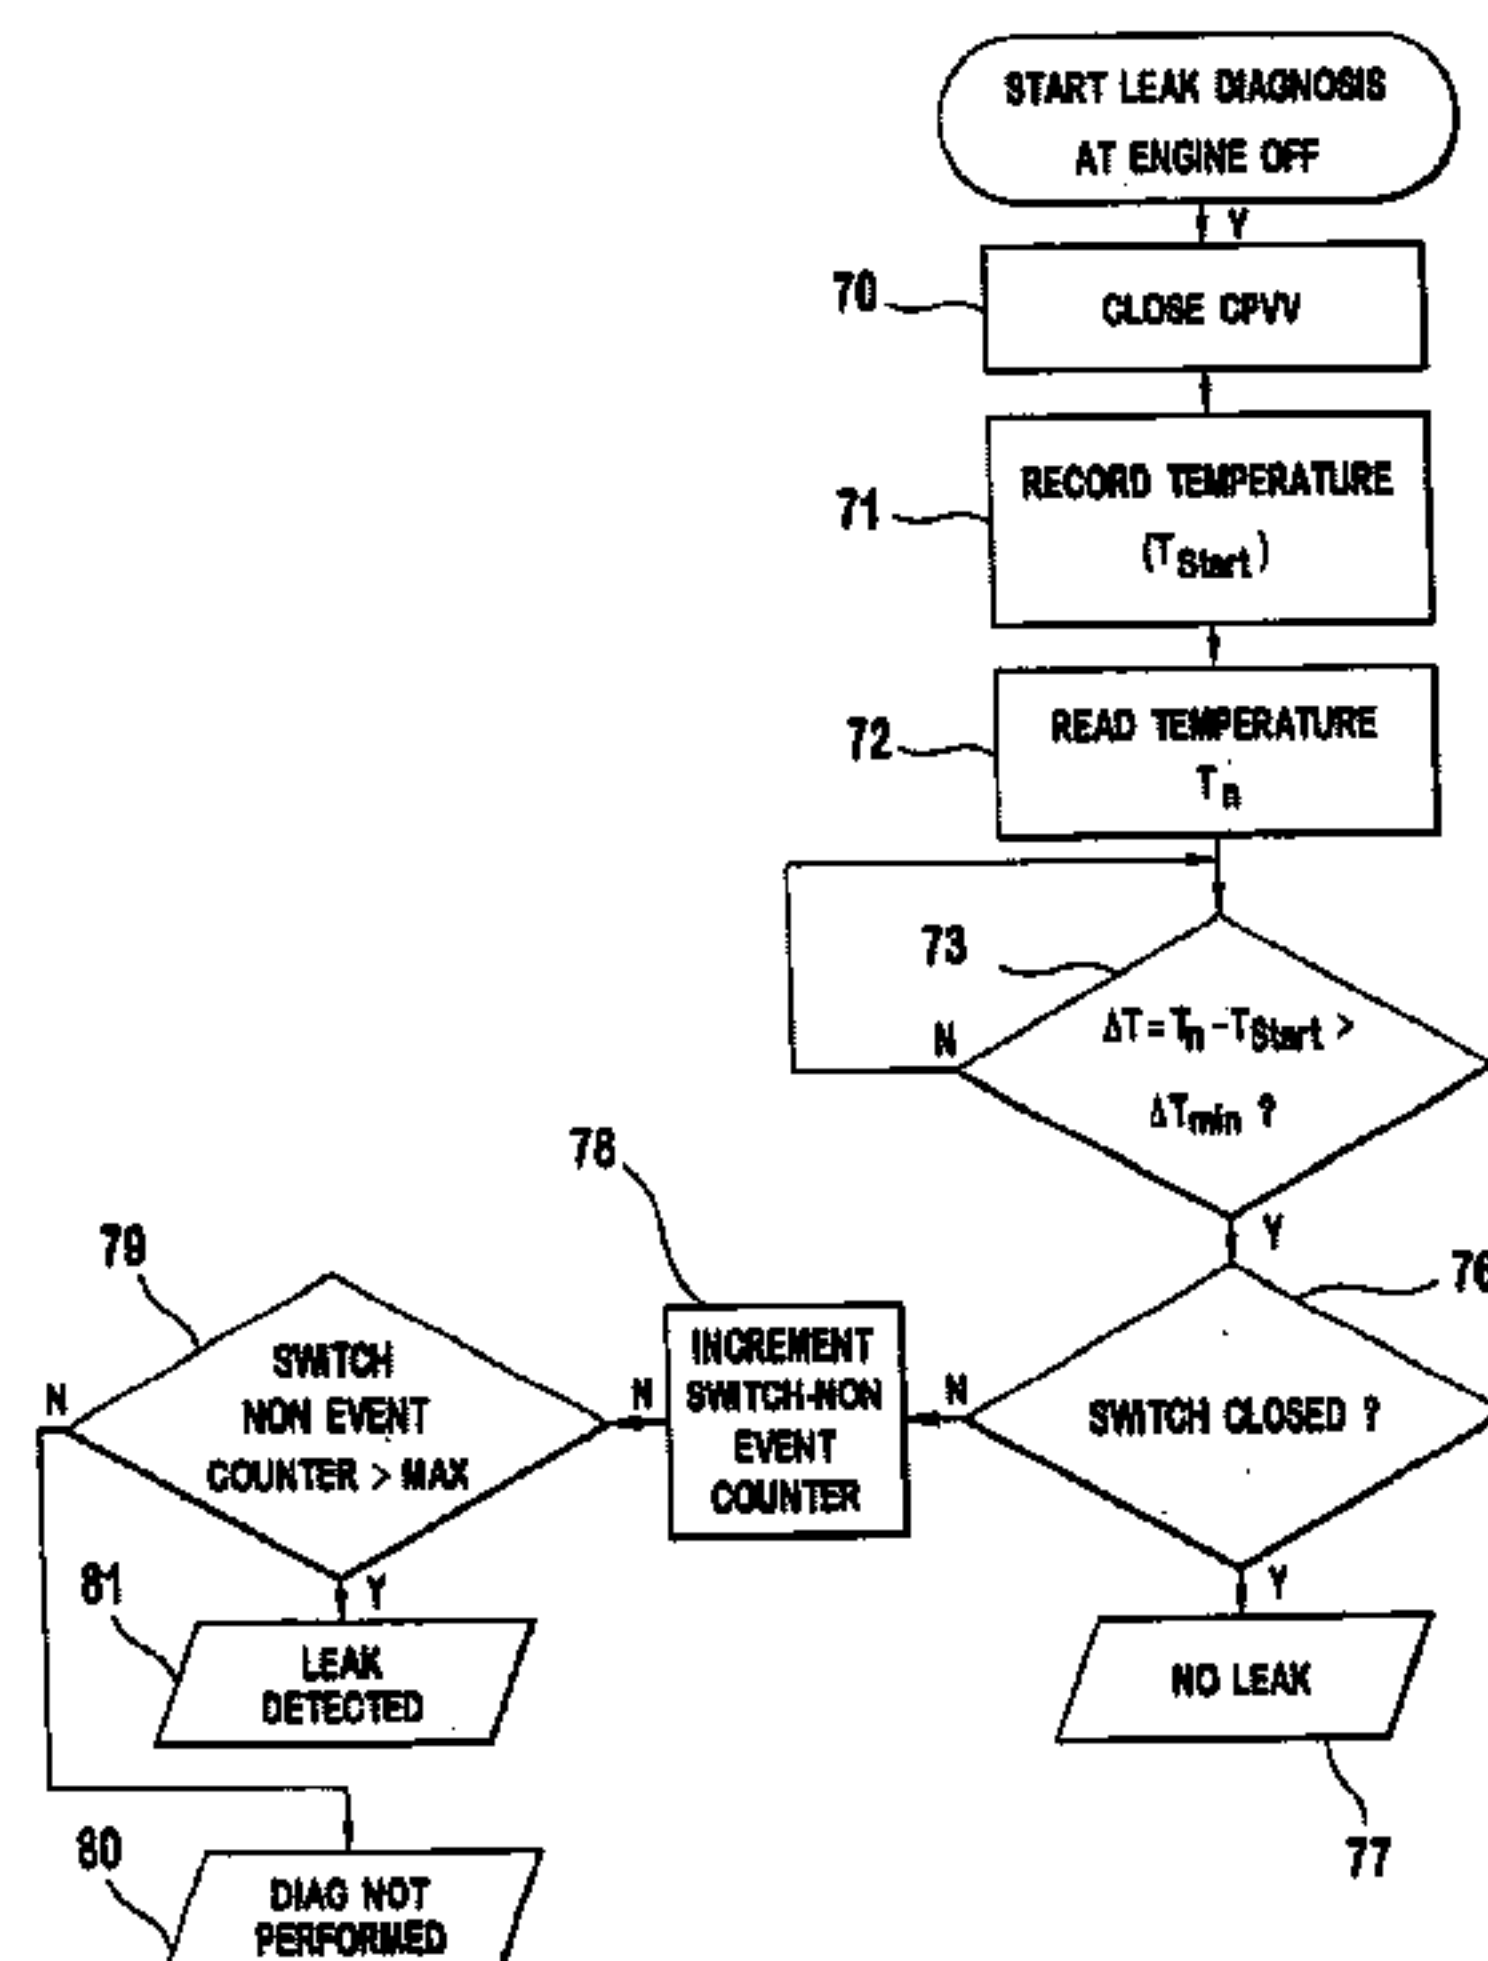 START LEAK DIAGNOSIS
AT ENGINE OFF
Y
70
CLOSE CPVV
71
RECORD TEMPERATURE
(TStart)
72
READ TEMPERATURE
Tn
73
N
ΔT=Tn-TStart >
ΔTmin ?
Y
78
79
76
INCREMENT
SWITCH-NON
EVENT
COUNTER
SWITCH
NON EVENT
COUNTER > MAX
N
N
N
SWITCH CLOSED ?
Y
Y
81
LEAK
DETECTED
NO LEAK
77
80
DIAG NOT
PERFORMED